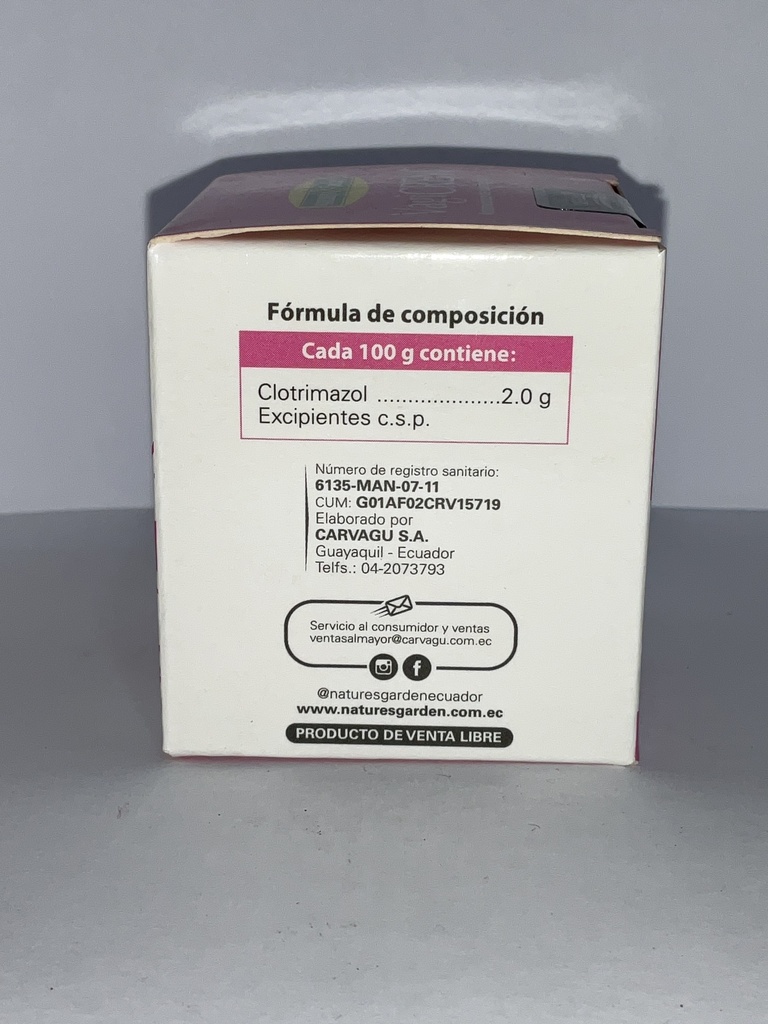 Fórmula de composición
Cada 100 g contiene:
Clotrimazol ....................2.0 g
Excipientes c.s.p.
Número de registro sanitario:
6135-MAN-07-11
CUM: G01AF02CRV15719
Elaborado por
CARVAGU S.A.
Guayaquil - Ecuador
Telfs.: 04-2073793
Servicio al consumidor y ventas
ventasalmayor@carvagu.com.ec
@naturesgardenecuador
www.naturesgarden.com.ec
PRODUCTO DE VENTA LIBRE